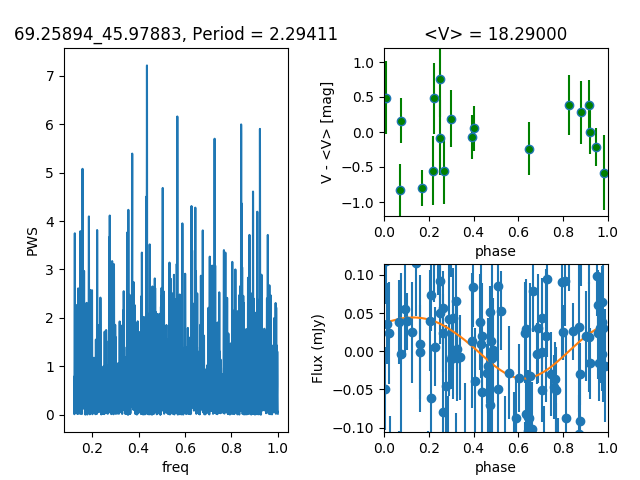 69.25894_45.97883, Period = 2.29411
<V> = 18.29000
7
6
5
4
3
2
1
0
PWS
0.2 0.4 0.6 0.8 1.0
freq
1.0
0.5
0.0
−0.5
−1.0
V - <V> [mag]
0.0 0.2 0.4 0.6 0.8 1.0
phase
0.10
0.05
0.00
−0.05
−0.10
Flux (mJy)
0.0 0.2 0.4 0.6 0.8 1.0
phase